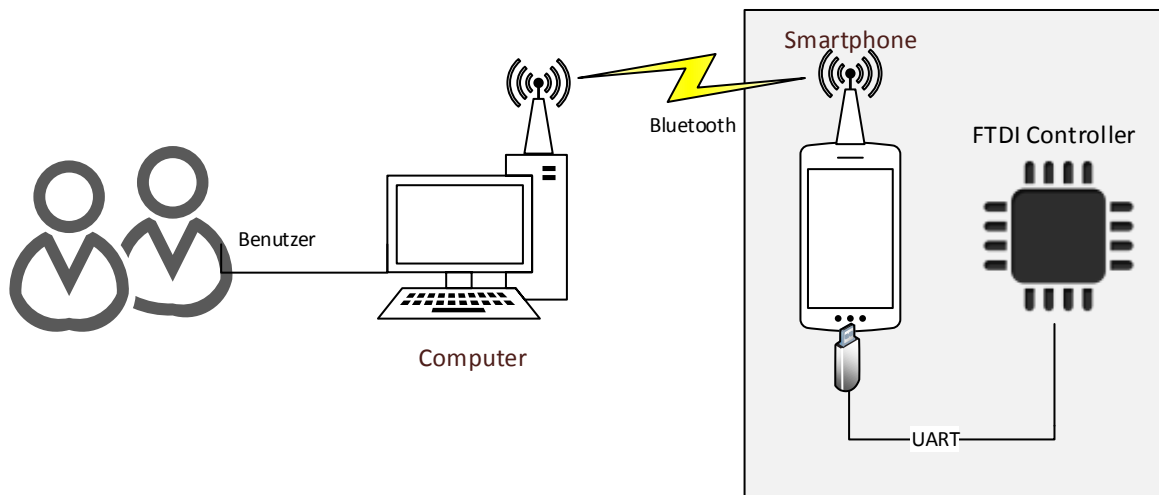 Smartphone
Bluetooth
FTDI Controller
Benutzer
Computer
UART